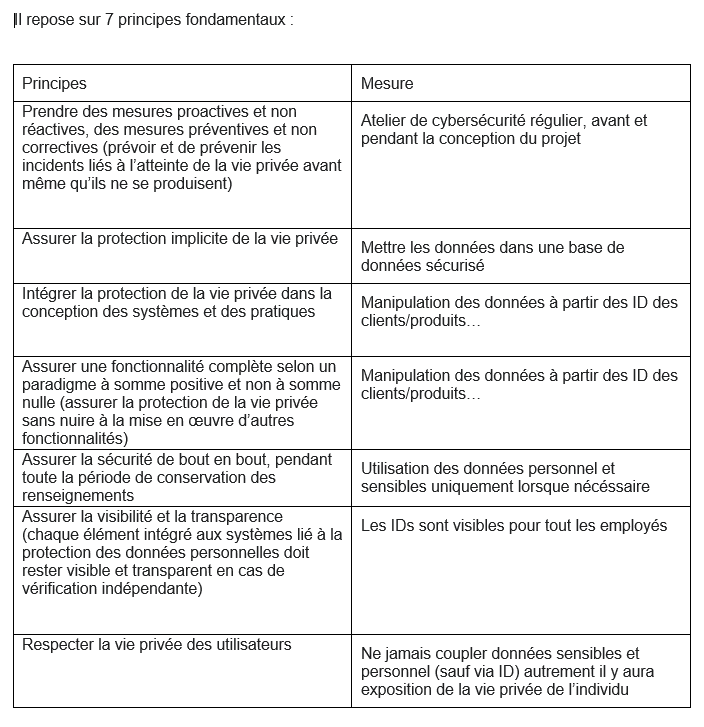 Il repose sur 7 principes fondamentaux :
Principes
Mesure
Prendre des mesures proactives et non
réactives, des mesures préventives et non
correctives (prévoir et de prévenir les
incidents liés à l’atteinte de la vie privée avant
même qu’ils ne se produisent)
Atelier de cybersécurité régulier, avant et
pendant la conception du projet
Assurer la protection implicite de la vie privée
Mettre les données dans une base de
données sécurisé
Intégrer la protection de la vie privée dans la
conception des systèmes et des pratiques
Manipulation des données à partir des ID des
clients/produits…
Assurer une fonctionnalité complète selon un
paradigme à somme positive et non à somme
nulle (assurer la protection de la vie privée
sans nuire à la mise en œuvre d’autres
fonctionnalités)
Manipulation des données à partir des ID des
clients/produits…
Assurer la sécurité de bout en bout, pendant
toute la période de conservation des
renseignements
Utilisation des données personnel et
sensibles uniquement lorsque nécéssaire
Assurer la visibilité et la transparence
(chaque élément intégré aux systèmes lié à la
protection des données personnelles doit
rester visible et transparent en cas de
vérification indépendante)
Les IDs sont visibles pour tout les employés
Respecter la vie privée des utilisateurs
Ne jamais coupler données sensibles et
personnel (sauf via ID) autrement il y aura
exposition de la vie privée de l’individu